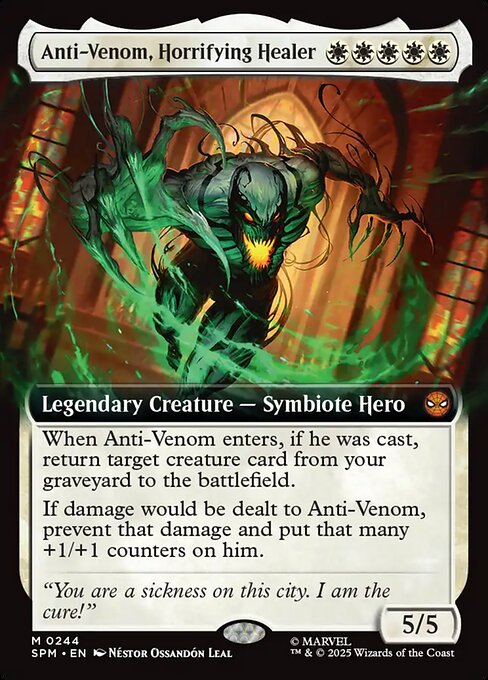 Anti-Venom, Horrifying Healer
Legendary Creature — Symbiote Hero
When Anti-Venom enters, if he was cast,
return target creature card from your
graveyard to the battlefield.
If damage would be dealt to Anti-Venom,
prevent that damage and put that many
+1/+1 counters on him.
“You are a sickness on this city. I am the
cure!”
5/5
M 0244
SPM • EN Néstor Ossandón Leal
© MARVEL
™ & © 2025 Wizards of the Coast